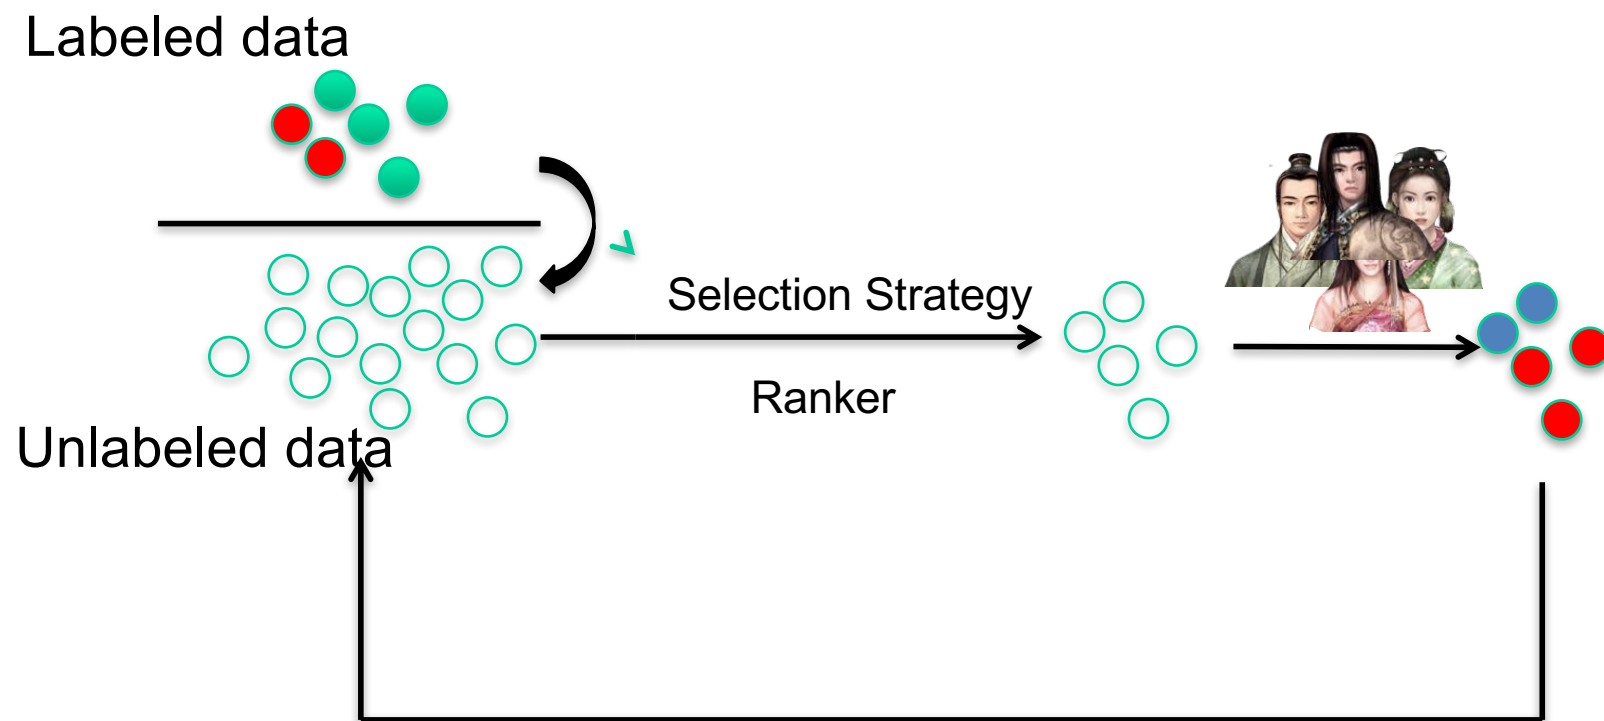 Labeled data
Selection Strategy
Ranker
Unlabeled data